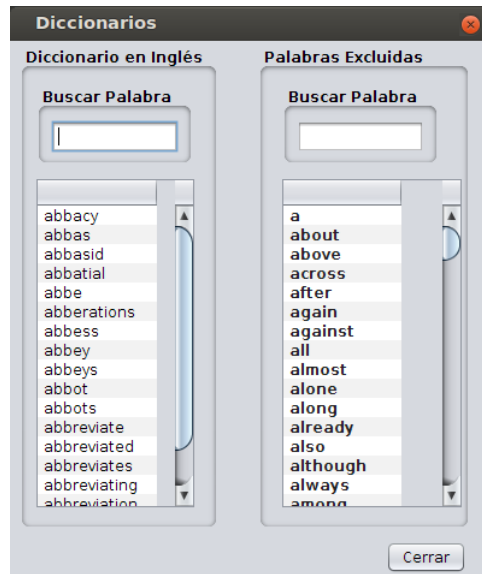 Diccionarios
Diccionario en Inglés
Buscar Palabra
abbacy
abbas
abbasid
abbatial
abbe
abberations
abbess
abbey
abbeys
abbot
abbots
abbreviate
abbreviated
abbreviates
abbreviating
abbreviation
Palabras Excluidas
Buscar Palabra
a
about
above
across
after
again
against
all
almost
alone
along
already
also
although
always
among
Cerrar